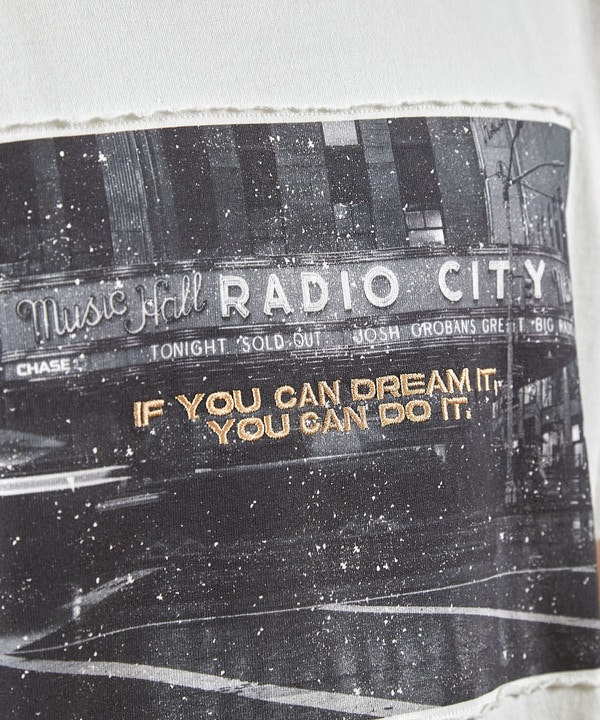 Music Hall RADIO CITY
CHASE TONIGHT SOLD OUT JOSH GROBAN'S GREAT BIG
IF YOU CAN DREAM IT,
YOU CAN DO IT.